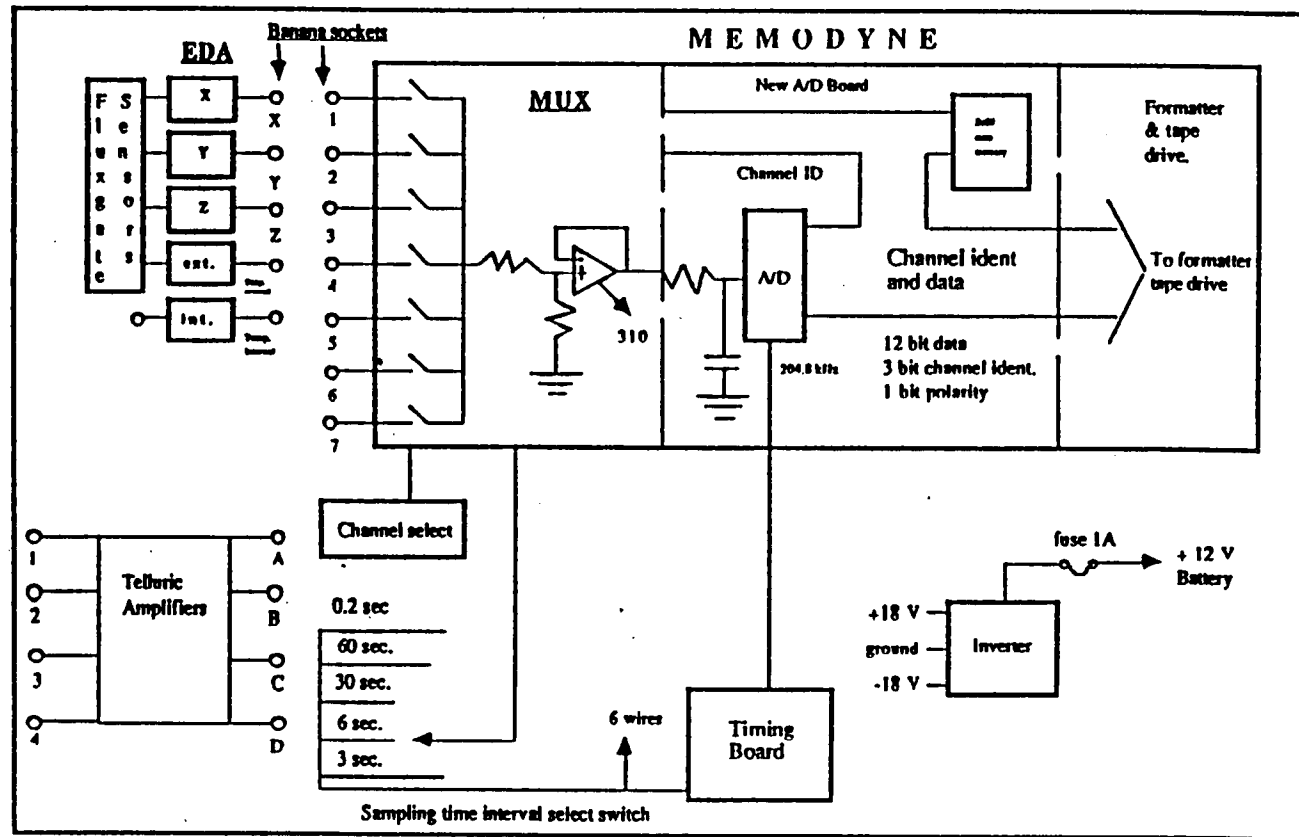 MEMODYNE
Banana sockets
EDA
Fluxgate
Sensors
X
Y
Z
ext.
Int.
X
Y
Z
Temp.
1
2
3
4
5
6
7
MUX
310
New A/D Board
Channel ID
A/D
204.8 kHz
Channel ident
and data
12 bit data
3 bit channel ident.
1 bit polarity
Formatter
& tape
drive.
To formatter
tape drive
Channel select
1
2
3
4
Telluric
Amplifiers
A
B
C
D
0.2 sec
60 sec.
30 sec.
6 sec.
3 sec.
Sampling time interval select switch
6 wires
Timing
Board
fuse 1A
+ 12 V
Battery
+18 V
ground
-18 V
Inverter